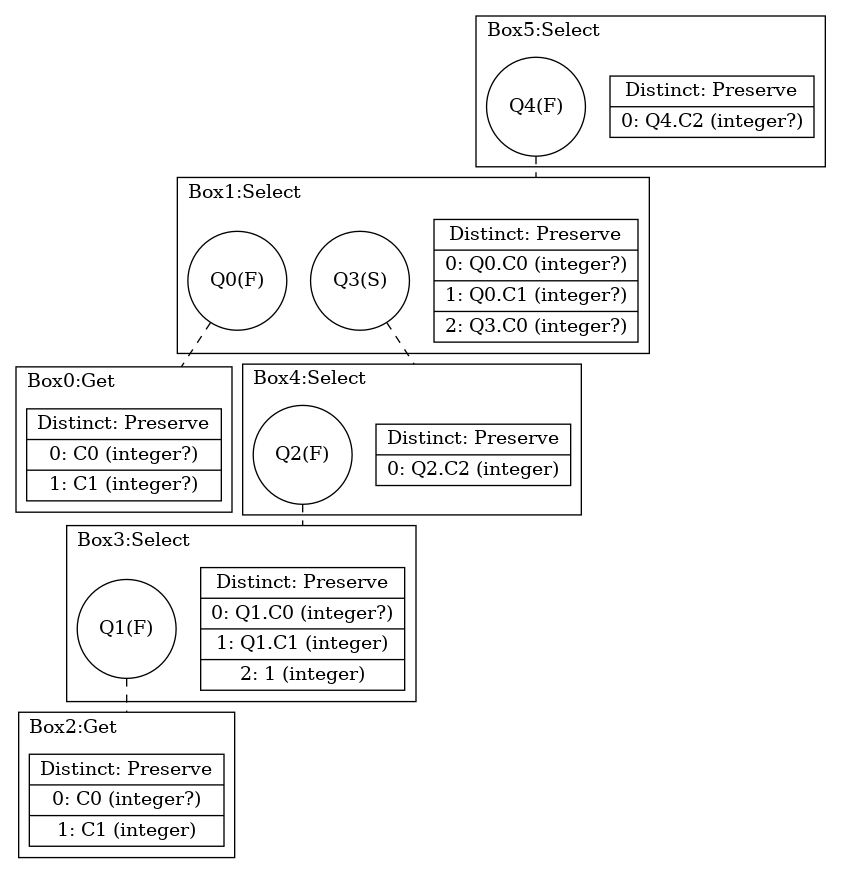 Box5:Select
Q4(F)
Distinct: Preserve
0: Q4.C2 (integer?)
Box1:Select
Q0(F)
Q3(S)
Distinct: Preserve
0: Q0.C0 (integer?)
1: Q0.C1 (integer?)
2: Q3.C0 (integer?)
Box0:Get
Distinct: Preserve
0: C0 (integer?)
1: C1 (integer?)
Box4:Select
Q2(F)
Distinct: Preserve
0: Q2.C2 (integer)
Box3:Select
Q1(F)
Distinct: Preserve
0: Q1.C0 (integer?)
1: Q1.C1 (integer)
2: 1 (integer)
Box2:Get
Distinct: Preserve
0: C0 (integer?)
1: C1 (integer)